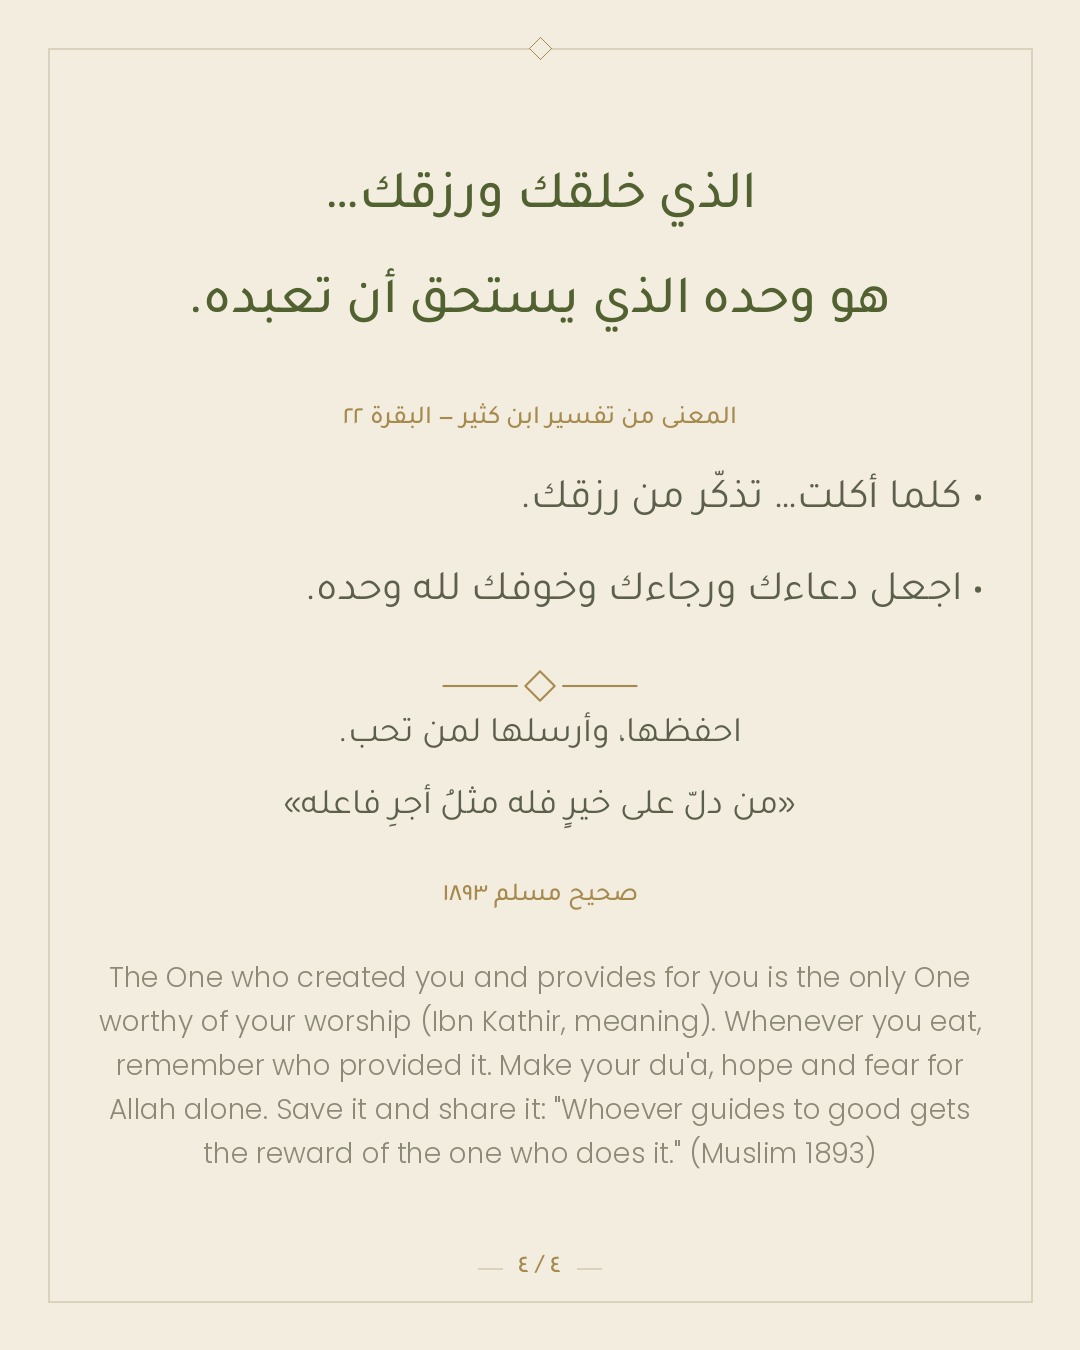 الذي خلقك ورزقك...
هو وحده الذي يستحق أن تعبده.
المعنى من تفسير ابن كثير – البقرة ٢٢
• كلما أكلت... تذكّر من رزقك.
• اجعل دعاءك ورجاءك وخوفك لله وحده.
احفظها، وأرسلها لمن تحب.
«من دلّ على خيرٍ فله مثلُ أجرِ فاعله»
صحيح مسلم ١٨٩٣
The One who created you and provides for you is the only One
worthy of your worship (Ibn Kathir, meaning). Whenever you eat,
remember who provided it. Make your du'a, hope and fear for
Allah alone. Save it and share it: "Whoever guides to good gets
the reward of the one who does it." (Muslim 1893)
٤ / ٤